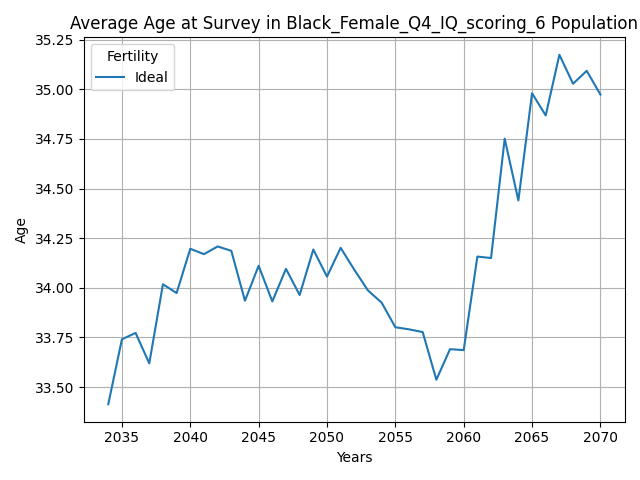 Average Age at Survey in Black_Female_Q4_IQ_scoring_6 Population
Fertility
Ideal
35.25
35.00
34.75
34.50
34.25
34.00
33.75
33.50
Age
2035 2040 2045 2050 2055 2060 2065 2070
Years